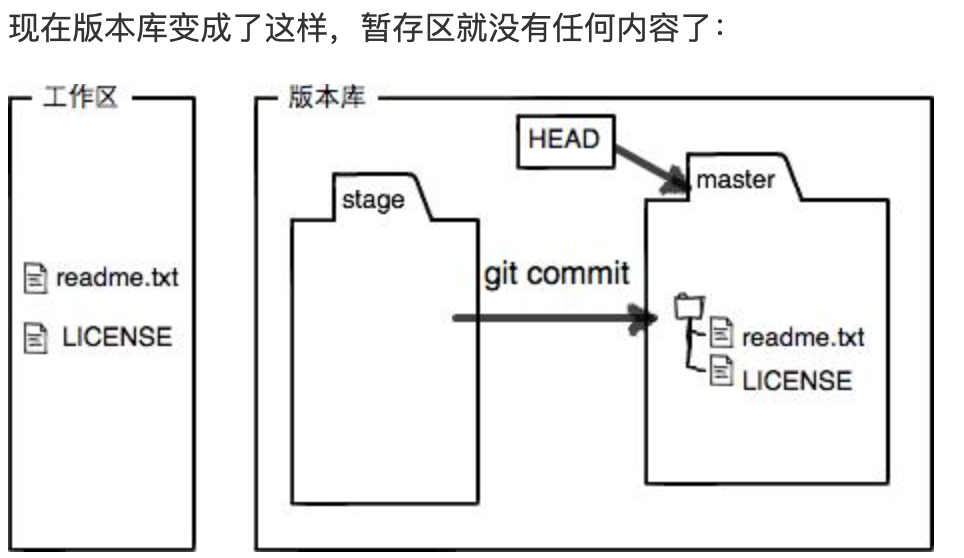 现在版本库变成了这样，暂存区就没有任何内容了：
工作区
版本库
HEAD
master
stage
git commit
readme.txt
LICENSE
readme.txt
LICENSE